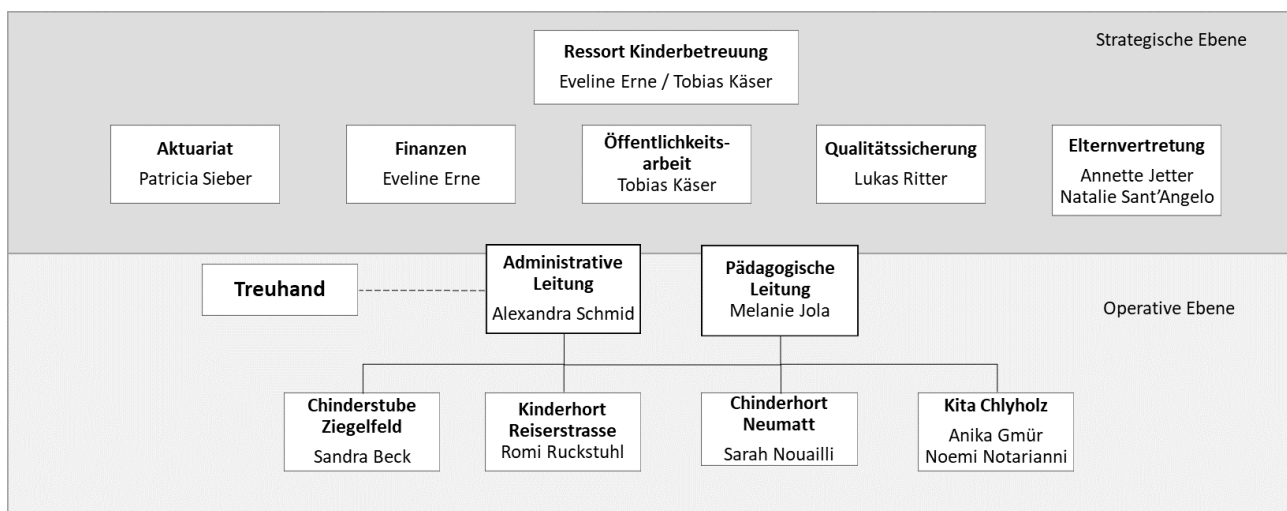 Strategische Ebene
Ressort Kinderbetreuung
Eveline Erne / Tobias Käser
Aktuariat
Patricia Sieber
Finanzen
Eveline Erne
Öffentlichkeits-
arbeit
Tobias Käser
Qualitätssicherung
Lukas Ritter
Elternvertretung
Annette Jetter
Natalie Sant’Angelo
Treuhand
Administrative
Leitung
Alexandra Schmid
Pädagogische
Leitung
Melanie Jola
Operative Ebene
Chinderstube
Ziegelfeld
Sandra Beck
Kinderhort
Reiserstrasse
Romi Ruckstuhl
Chinderhort
Neumatt
Sarah Nouailli
Kita Chlyholz
Anika Gmür
Noemi Notarianni